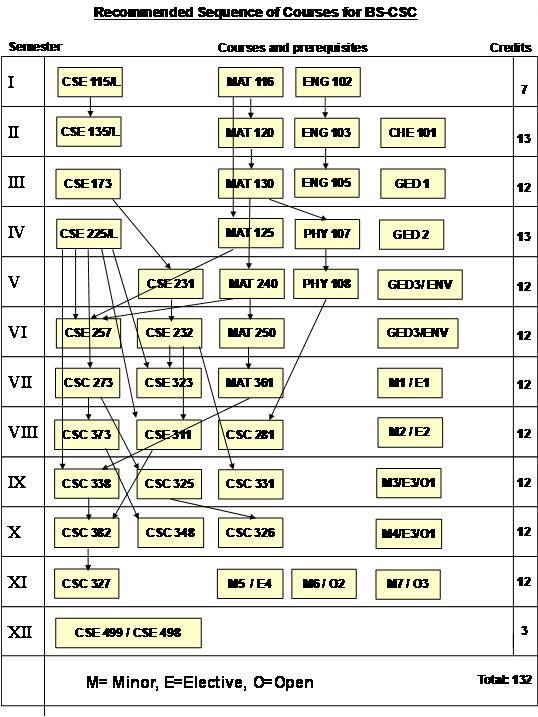 Recommended Sequence of Courses for BS-CSC
Semester Courses and prerequisites Credits
I CSE 115/L MAT 116 ENG 102 7
II CSE 135/L MAT 120 ENG 103 CHE 101 13
III CSE 173 MAT 130 ENG 105 GED 1 12
IV CSE 225/L MAT 125 PHY 107 GED 2 13
V CSE 231 MAT 240 PHY 108 GED3/ ENV 12
VI CSE 257 CSE 232 MAT 250 GED3/ENV 12
VII CSC 273 CSE 323 MAT 361 M1 / E1 12
VIII CSC 373 CSE 311 CSC 281 M2 / E2 12
IX CSC 338 CSC 325 CSC 331 M3/E3/O1 12
X CSC 382 CSC 348 CSC 326 M4/E3/O1 12
XI CSC 327 M5 / E4 M6 / O2 M7 / O3 12
XII CSE 499 / CSE 498 3
M= Minor, E=Elective, O=Open Total: 132